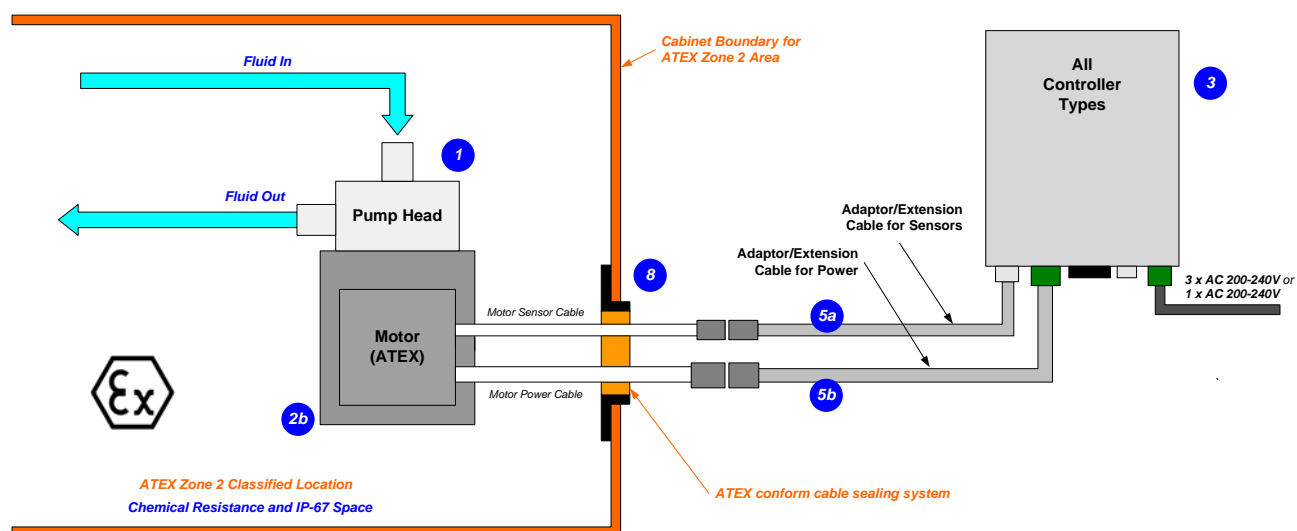 Cabinet Boundary for
ATEX Zone 2 Area
Fluid In
All
Controller
Types
3
1
Fluid Out
Pump Head
Adaptor/Extension
Cable for Sensors
Adaptor/Extension
Cable for Power
8
3 x AC 200-240V or
1 x AC 200-240V
Motor Sensor Cable
5a
Motor
(ATEX)
Motor Power Cable
5b
Ex
2b
ATEX Zone 2 Classified Location
Chemical Resistance and IP-67 Space
ATEX conform cable sealing system